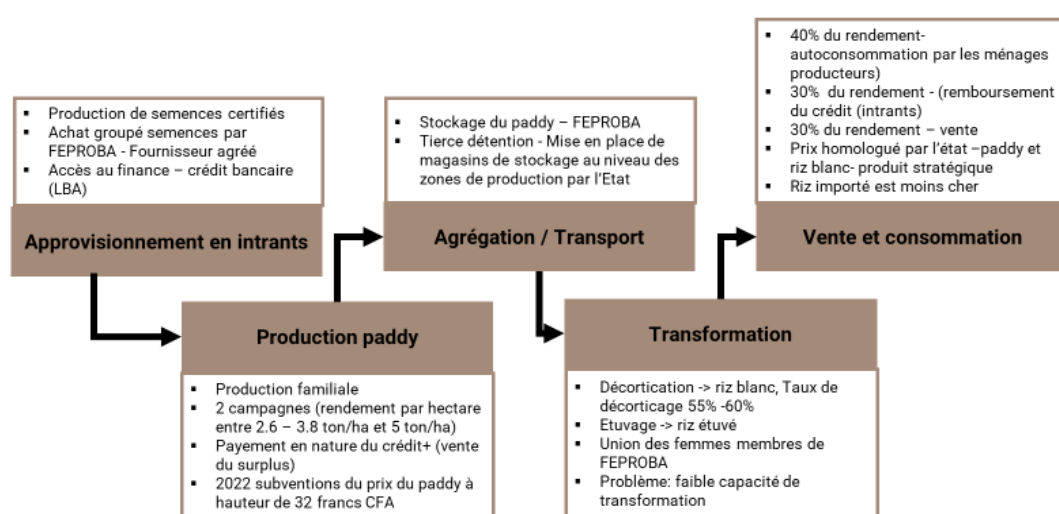 ▪ Production de semences certifiés
▪ Achat groupé semences par
FEPROBA - Fournisseur agréé
▪ Accès au finance – crédit bancaire
(LBA)
Approvisionnement en intrants
Production paddy
▪ Production familiale
▪ 2 campagnes (rendement par hectare
entre 2.6 – 3.8 ton/ha et 5 ton/ha)
▪ Payement en nature du crédit+ (vente
du surplus)
▪ 2022 subventions du prix du paddy à
hauteur de 32 francs CFA
▪ Stockage du paddy – FEPROBA
▪ Tierce détention - Mise en place de
magasins de stockage au niveau des
zones de production par l'Etat
Agrégation / Transport
Transformation
▪ Décortication -> riz blanc, Taux de
décorticage 55% -60%
▪ Etuvage -> riz étuvé
▪ Union des femmes membres de
FEPROBA
▪ Problème: faible capacité de
transformation
▪ 40% du rendement-
autoconsommation par les ménages
producteurs)
▪ 30% du rendement - (remboursement
du crédit (intrants)
▪ 30% du rendement – vente
▪ Prix homologué par l'état –paddy et
riz blanc- produit stratégique
▪ Riz importé est moins cher
Vente et consommation